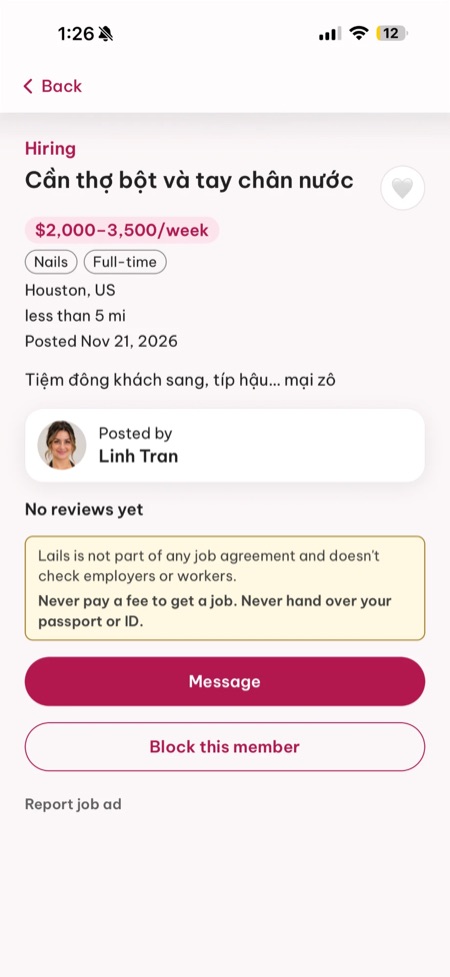 1:26
12
Back
Hiring
Cần thợ bột và tay chân nước
$2,000–3,500/week
Nails Full-time
Houston, US
less than 5 mi
Posted Nov 21, 2026
Tiệm đông khách sang, típ hậu... mại zô
Posted by
Linh Tran
No reviews yet
Lails is not part of any job agreement and doesn't
check employers or workers.
Never pay a fee to get a job. Never hand over your
passport or ID.
Message
Block this member
Report job ad